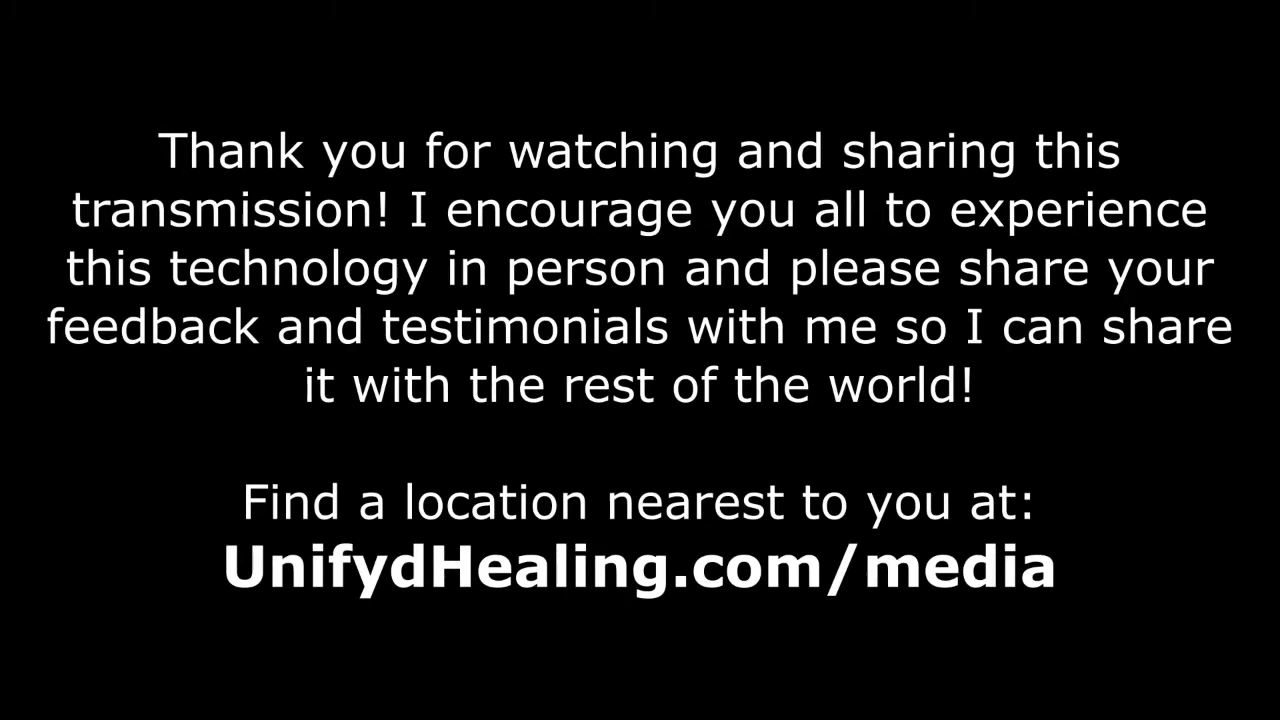 Thank you for watching and sharing this
transmission! I encourage you all to experience
this technology in person and please share your
feedback and testimonials with me so I can share
it with the rest of the world!
Find a location nearest to you at:
UnifydHealing.com/media